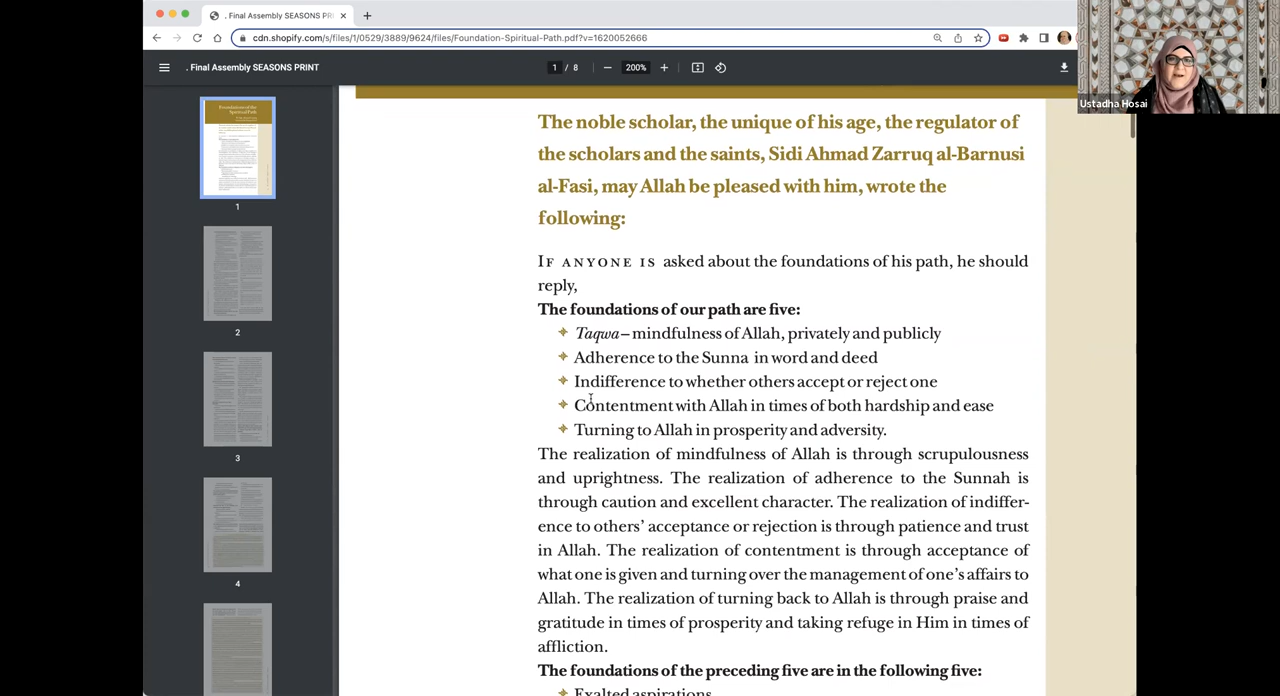 . Final Assembly SEASONS PRI
cdn.shopify.com/s/files/1/0529/3889/9624/files/Foundation-Spiritual-Path.pdf?v=1620052666
. Final Assembly SEASONS PRINT
1 / 8
200%
Ustadha Hosai
Foundations of the
Spiritual Path
1
2
3
4
The noble scholar, the unique of his age, the regulator of
the scholars and the saints, Sidi Ahmad Zarruq al-Barnusi
al-Fasi, may Allah be pleased with him, wrote the
following:
IF ANYONE IS asked about the foundations of his path, he should
reply,
The foundations of our path are five:
Taqwa—mindfulness of Allah, privately and publicly
Adherence to the Sunna in word and deed
Indifference to whether others accept or reject one
Contentment with Allah in times of both hardship and ease
Turning to Allah in prosperity and adversity.
The realization of mindfulness of Allah is through scrupulousness
and uprightness. The realization of adherence to the Sunnah is
through caution and excellent character. The realization of indiffer-
ence to others' acceptance or rejection is through patience and trust
in Allah. The realization of contentment is through acceptance of
what one is given and turning over the management of one's affairs to
Allah. The realization of turning back to Allah is through praise and
gratitude in times of prosperity and taking refuge in Him in times of
affliction.
The foundation of the preceding five are in the following five:
Exalted aspirations